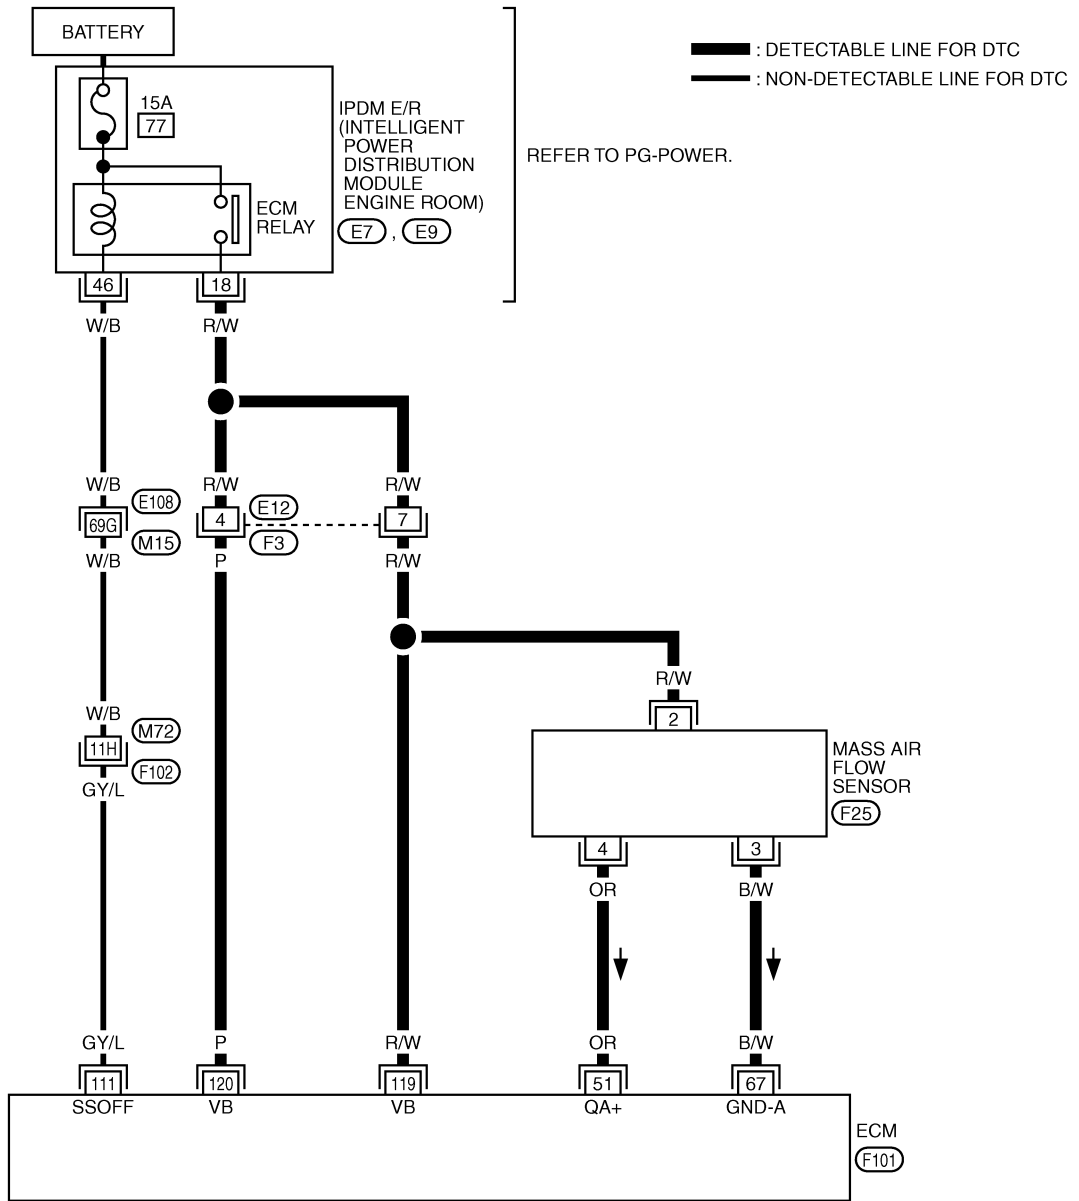 BATTERY
: DETECTABLE LINE FOR DTC
: NON-DETECTABLE LINE FOR DTC
15A
77
IPDM E/R
(INTELLIGENT
POWER
DISTRIBUTION
MODULE
ENGINE ROOM)
E7 , E9
REFER TO PG-POWER.
ECM
RELAY
46 18
W/B R/W
W/B R/W R/W
E108
69G
M15
4
E12
F3
7
W/B P R/W
R/W
2
W/B
M72
11H
F102
GY/L
MASS AIR
FLOW
SENSOR
F25
4 3
OR B/W
GY/L P R/W OR B/W
111 120 119 51 67
SSOFF VB VB QA+ GND-A
ECM
F101